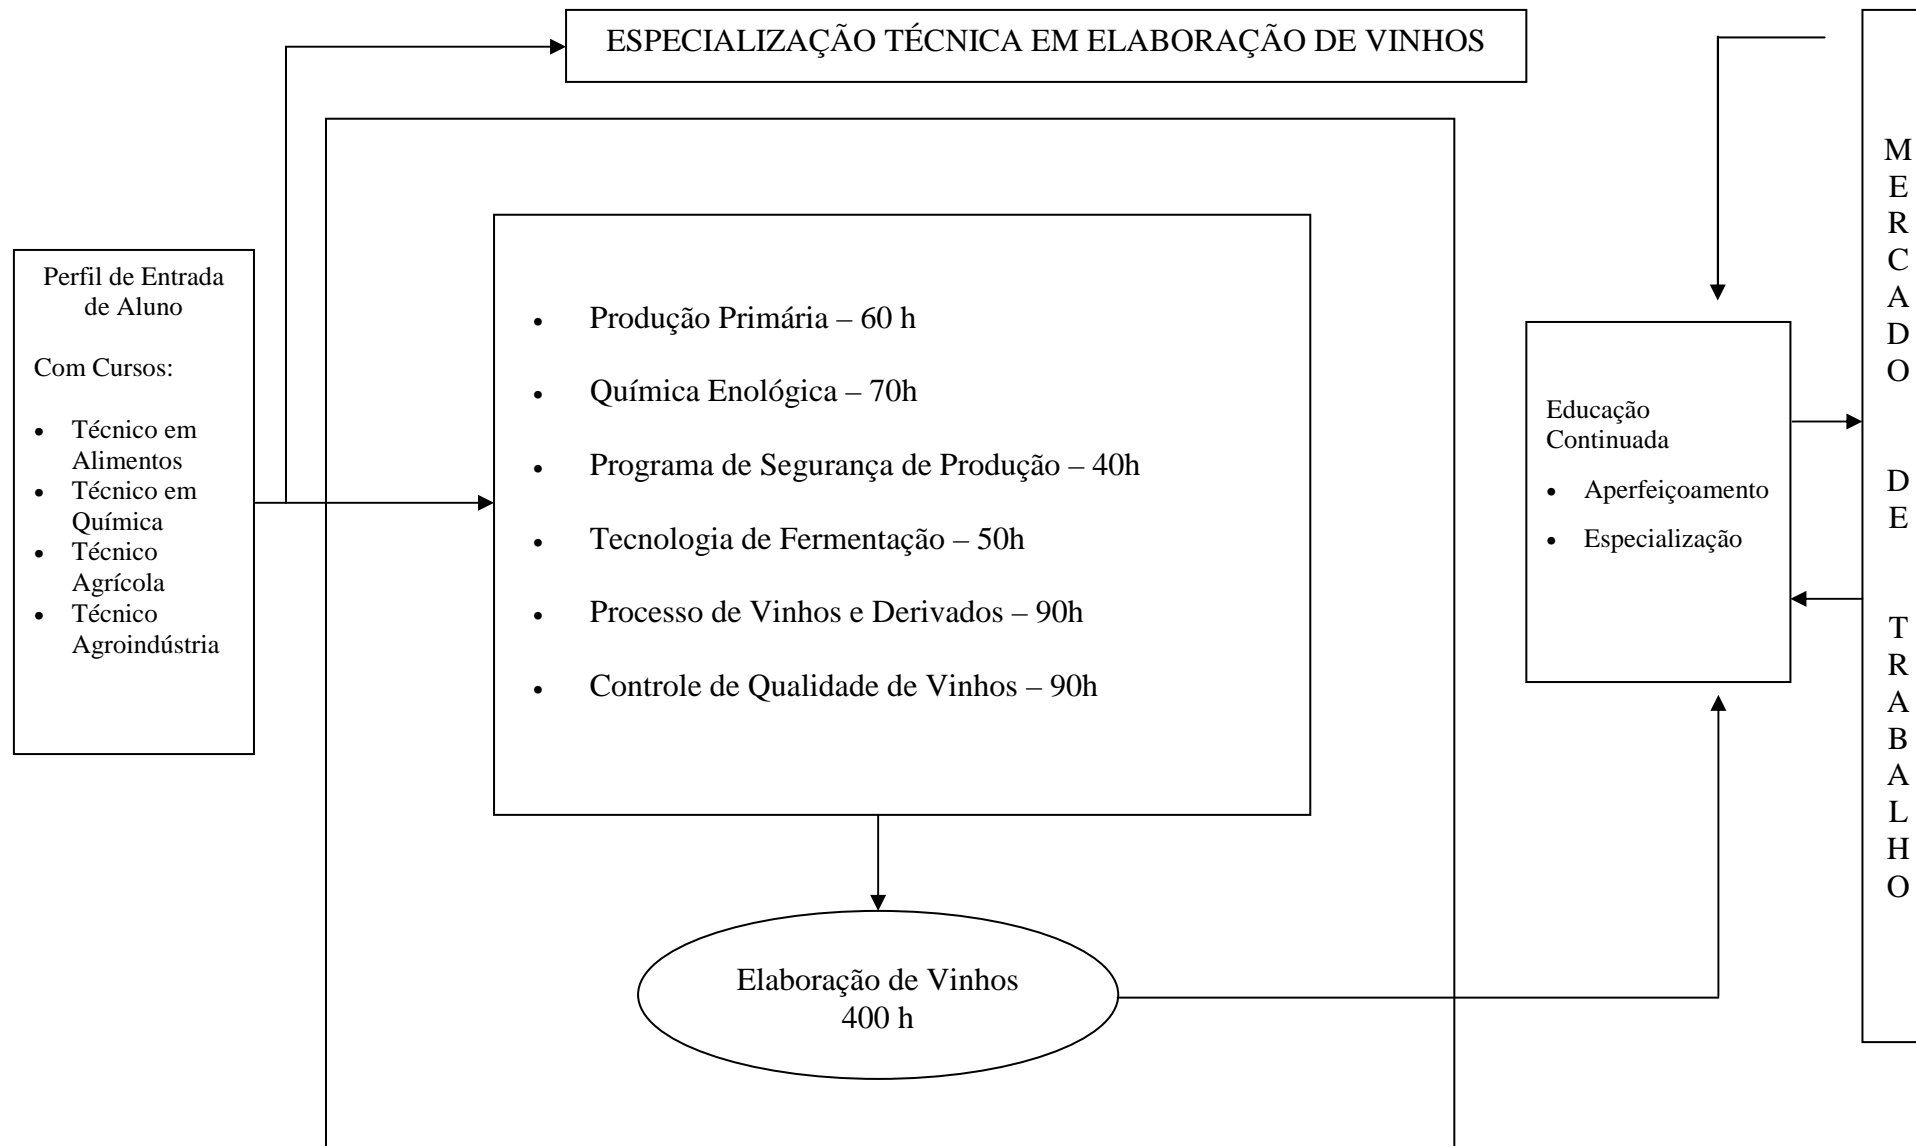 ESPECIALIZAÇÃO TÉCNICA EM ELABORAÇÃO DE VINHOS
Perfil de Entrada
de Aluno
Com Cursos:
• Técnico em
Alimentos
• Técnico em
Química
• Técnico
Agrícola
• Técnico
Agroindústria
• Produção Primária – 60 h
• Química Enológica – 70h
• Programa de Segurança de Produção – 40h
• Tecnologia de Fermentação – 50h
• Processo de Vinhos e Derivados – 90h
• Controle de Qualidade de Vinhos – 90h
Elaboração de Vinhos
400 h
Educação
Continuada
• Aperfeiçoamento
• Especialização
M
E
R
C
A
D
O
D
E
T
R
A
B
A
L
H
O